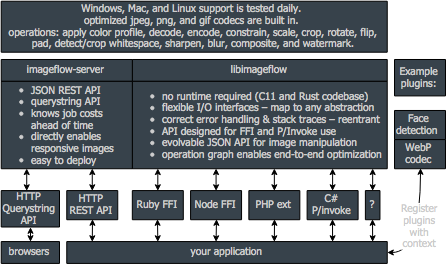 Windows, Mac, and Linux support is tested daily.
optimized jpeg, png, and gif codecs are built in.
operations: apply color profile, decode, encode, constrain, scale, crop, rotate, flip,
pad, detect/crop whitespace, sharpen, blur, composite, and watermark.
imageflow-server
• JSON REST API
• querystring API
• knows job costs
ahead of time
• directly enables
responsive images
• easy to deploy
libimageflow
• no runtime required (C11 and Rust codebase)
• flexible I/O interfaces – map to any abstraction
• correct error handling & stack traces – reentrant
• API designed for FFI and P/Invoke use
• evolvable JSON API for image manipulation
• operation graph enables end-to-end optimization
Example
plugins:
Face
detection
WebP
codec
HTTP
Querystring
API
HTTP
REST API
Ruby FFI
Node FFI
PHP ext
C#
P/invoke
?
Register
plugins
with
context
browsers
your application